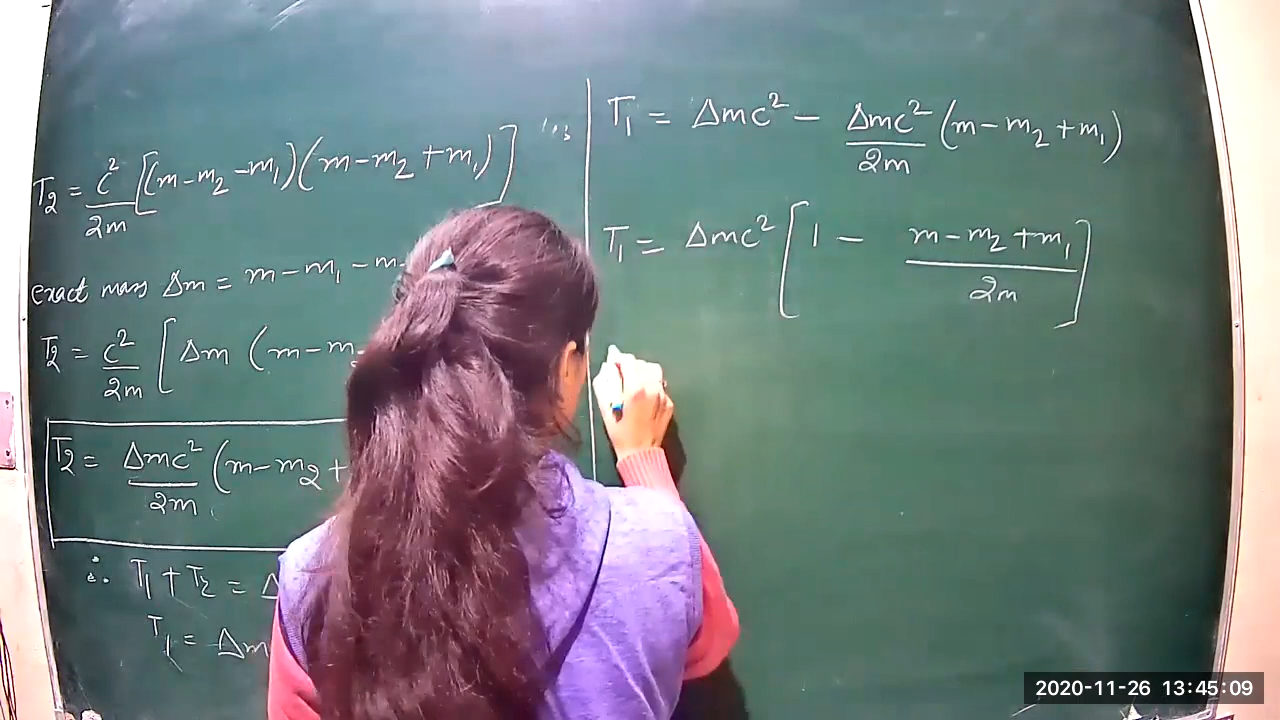 T₂ = c²/2m [(m-m₂-m₁)(m-m₂+m₁)]
exact mass Δm = m-m₁-m
T₂ = c²/2m [Δm (m-m₂
T₂ = Δmc²/2m (m-m₂+
∴ T₁+T₂ = Δ
T₁ = Δm
T₁ = Δmc² - Δmc²/2m (m-m₂+m₁)
T₁ = Δmc² [1 - m-m₂+m₁/2m]
2020-11-26 13:45:09